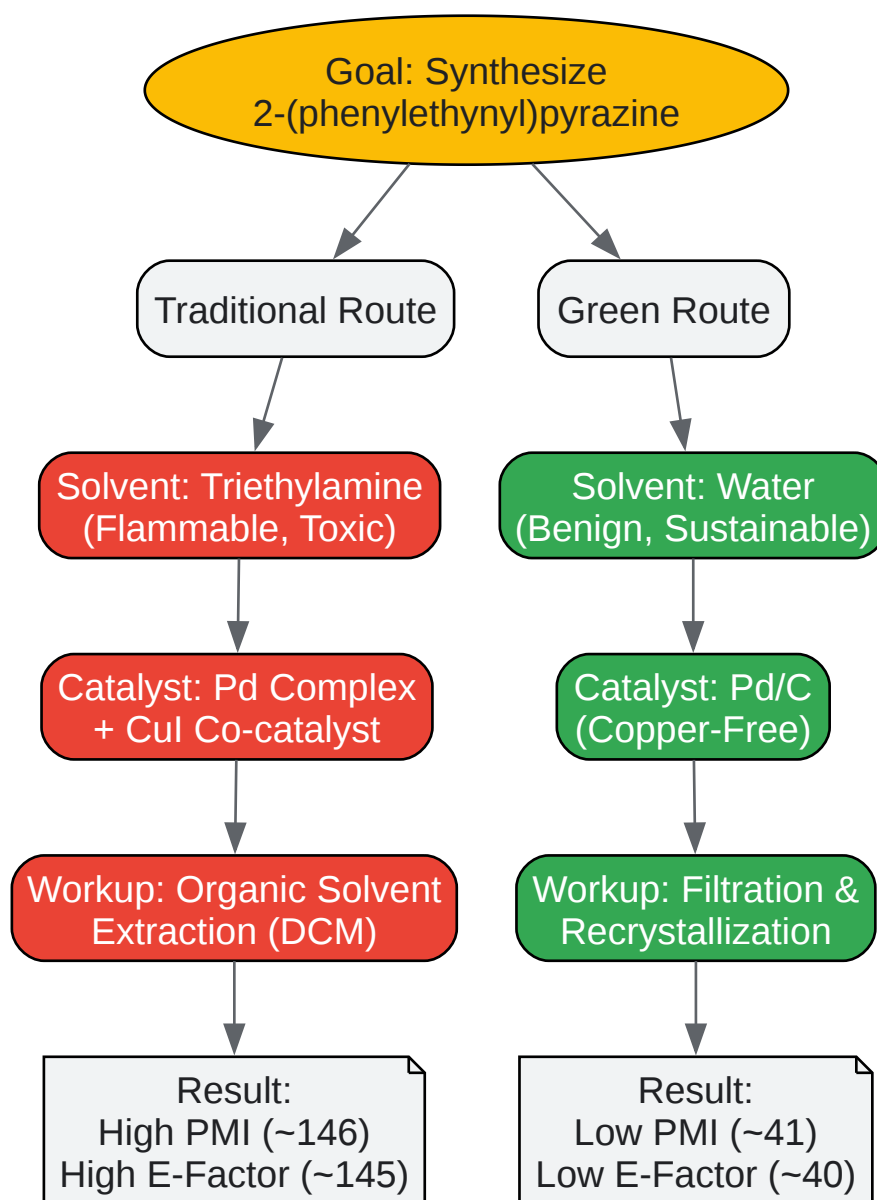 Goal: Synthesize
2-(phenylethynyl)pyrazine
Traditional Route
Green Route
Solvent: Triethylamine
(Flammable, Toxic)
Solvent: Water
(Benign, Sustainable)
Catalyst: Pd Complex
+ CuI Co-catalyst
Catalyst: Pd/C
(Copper-Free)
Workup: Organic Solvent
Extraction (DCM)
Workup: Filtration &
Recrystallization
Result:
High PMI (~146)
High E-Factor (~145)
Result:
Low PMI (~41)
Low E-Factor (~40)